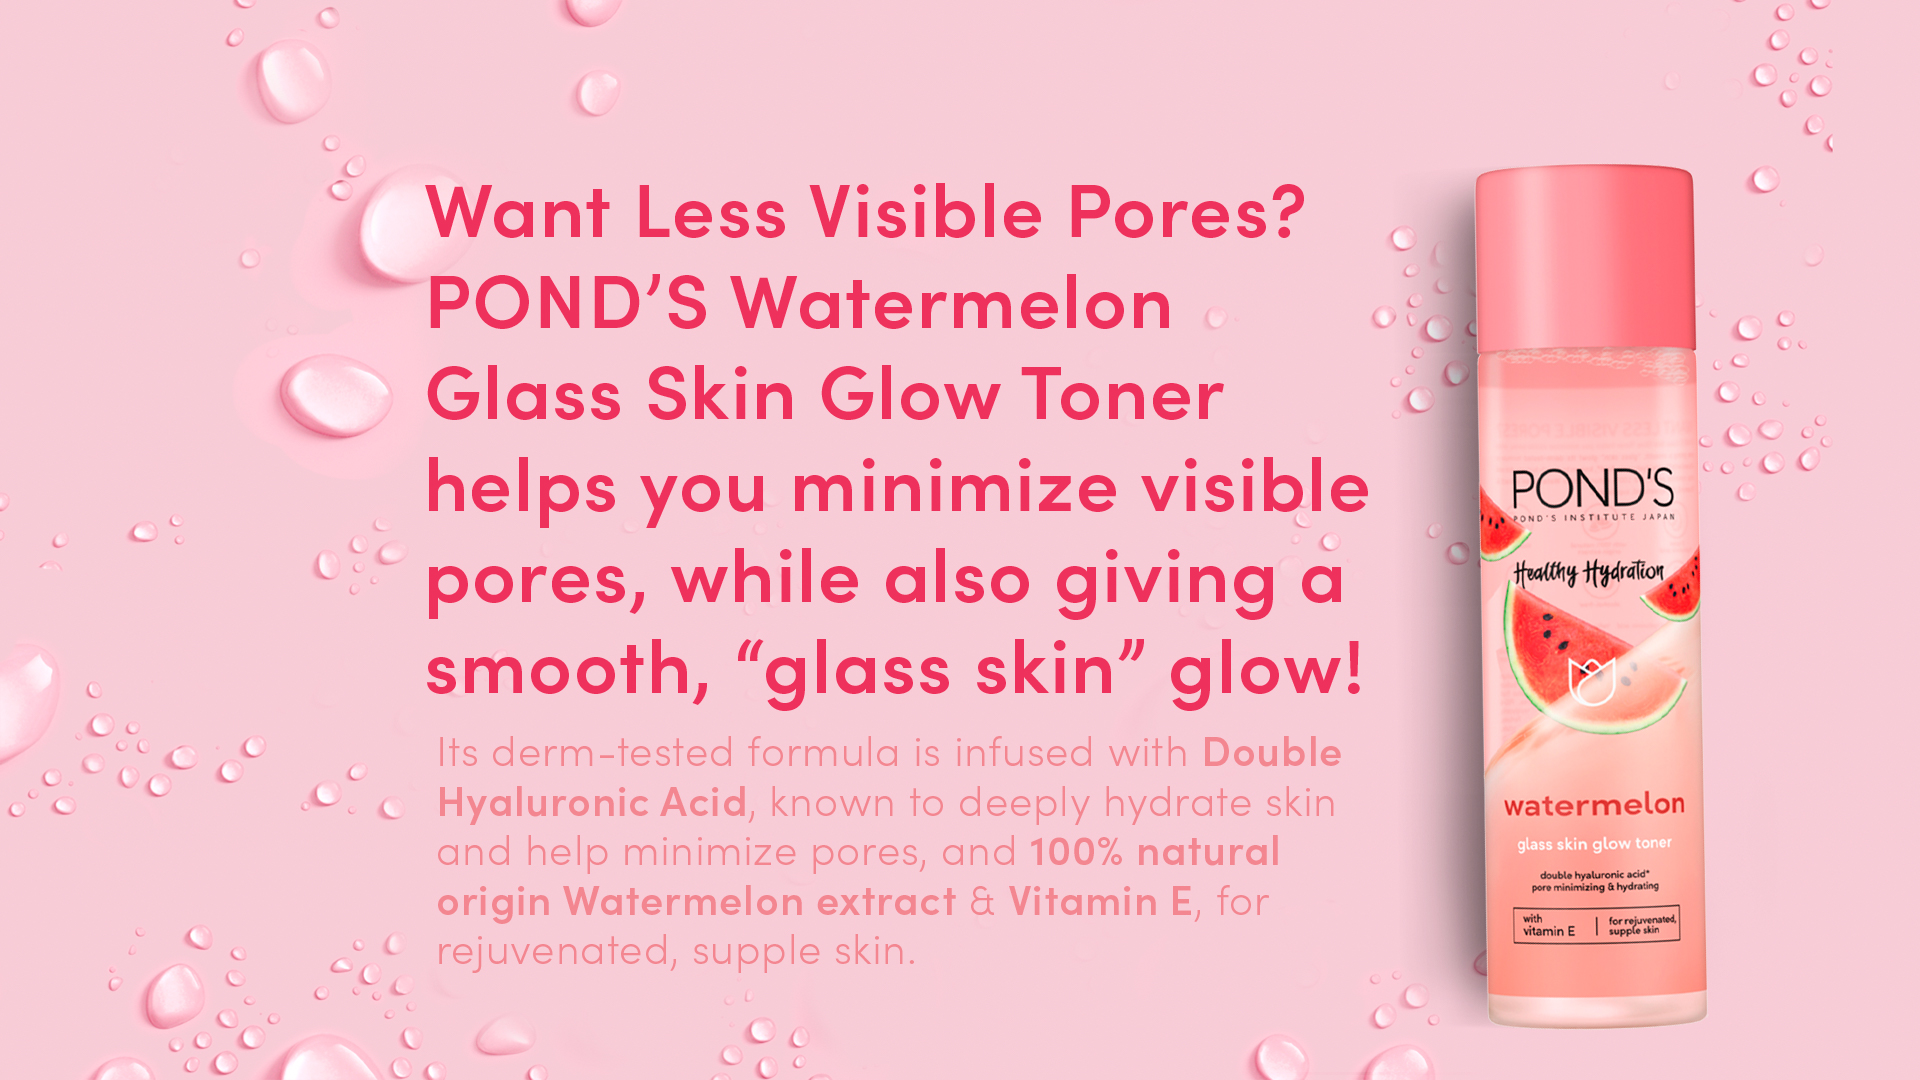 Want Less Visible Pores?
POND’S Watermelon
Glass Skin Glow Toner
helps you minimize visible
pores, while also giving a
smooth, “glass skin” glow!
Its derm-tested formula is infused with Double
Hyaluronic Acid, known to deeply hydrate skin
and help minimize pores, and 100% natural
origin Watermelon extract & Vitamin E, for
rejuvenated, supple skin.
POND'S
POND'S INSTITUTE JAPAN
Healthy Hydration
watermelon
glass skin glow toner
double hyaluronic acid*
pore minimizing & hydrating
with
vitamin E
for rejuvenated,
supple skin